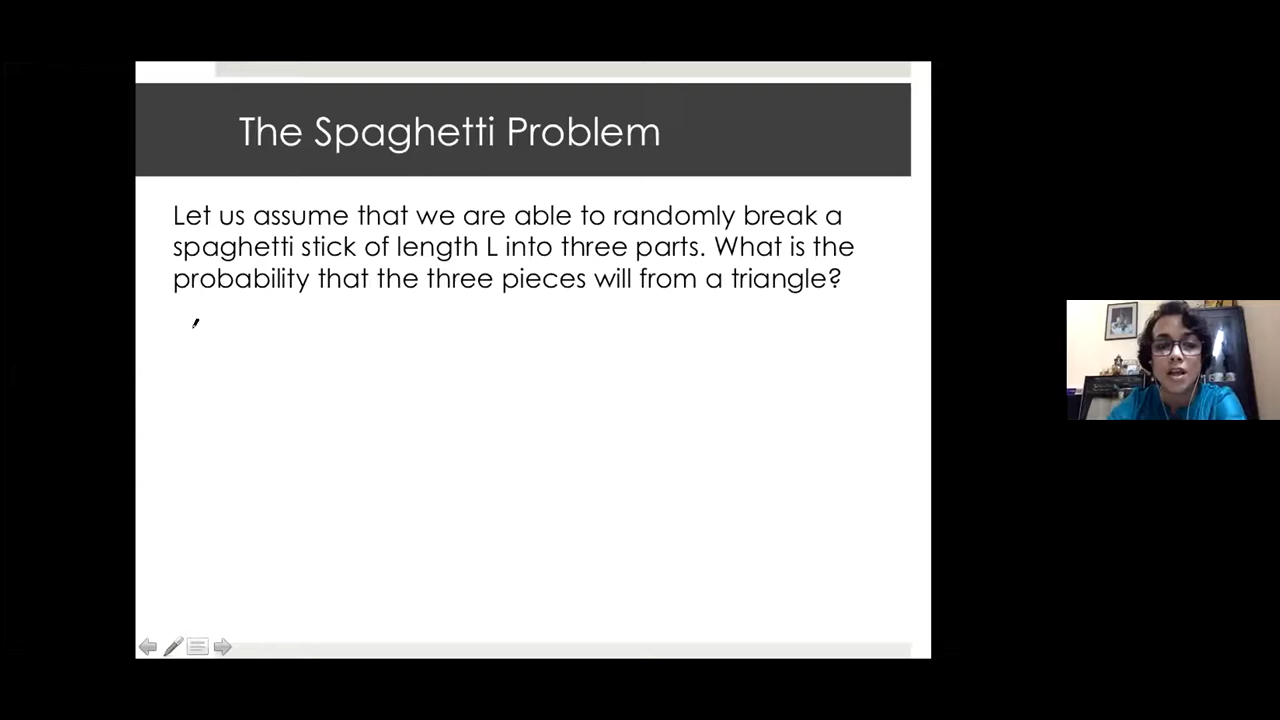 The Spaghetti Problem
Let us assume that we are able to randomly break a
spaghetti stick of length L into three parts. What is the
probability that the three pieces will from a triangle?